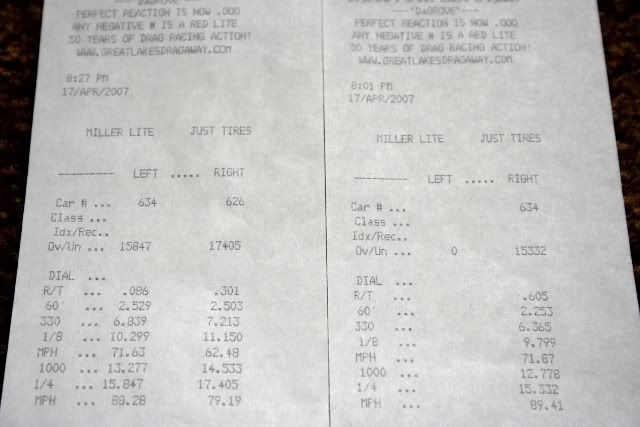 "DaGROVE"
PERFECT REACTION IS NOW .000
ANY NEGATIVE # IS A RED LITE
50 YEARS OF DRAG RACING ACTION!
WWW.GREATLAKESDRAGAWAY.COM
8:27 PM
17/APR/2007
MILLER LITE JUST TIRES
---------- LEFT ..... RIGHT
Car # ... 634 626
Class ...
Idx/Rec..
Ov/Un ... 15847 17405
DIAL ...
R/T ... .086 .301
60' ... 2.529 2.503
330 ... 6.839 7.213
1/8 ... 10.299 11.150
MPH ... 71.63 62.48
1000 ... 13.277 14.533
1/4 ... 15.847 17.405
MPH ... 88.28 79.19
---"DaGROVE"---
PERFECT REACTION IS NOW .000
ANY NEGATIVE # IS A RED LITE
50 YEARS OF DRAG RACING ACTION!
WWW.GREATLAKESDRAGAWAY.COM
8:01 PM
17/APR/2007
MILLER LITE JUST TIRES
---------- LEFT ..... RIGHT
Car # ... 634
Class ...
Idx/Rec..
Ov/Un ... 0 15332
DIAL ...
R/T ... .605
60' ... 2.253
330 ... 6.365
1/8 ... 9.799
MPH ... 71.87
1000 ... 12.778
1/4 ... 15.332
MPH ... 89.41